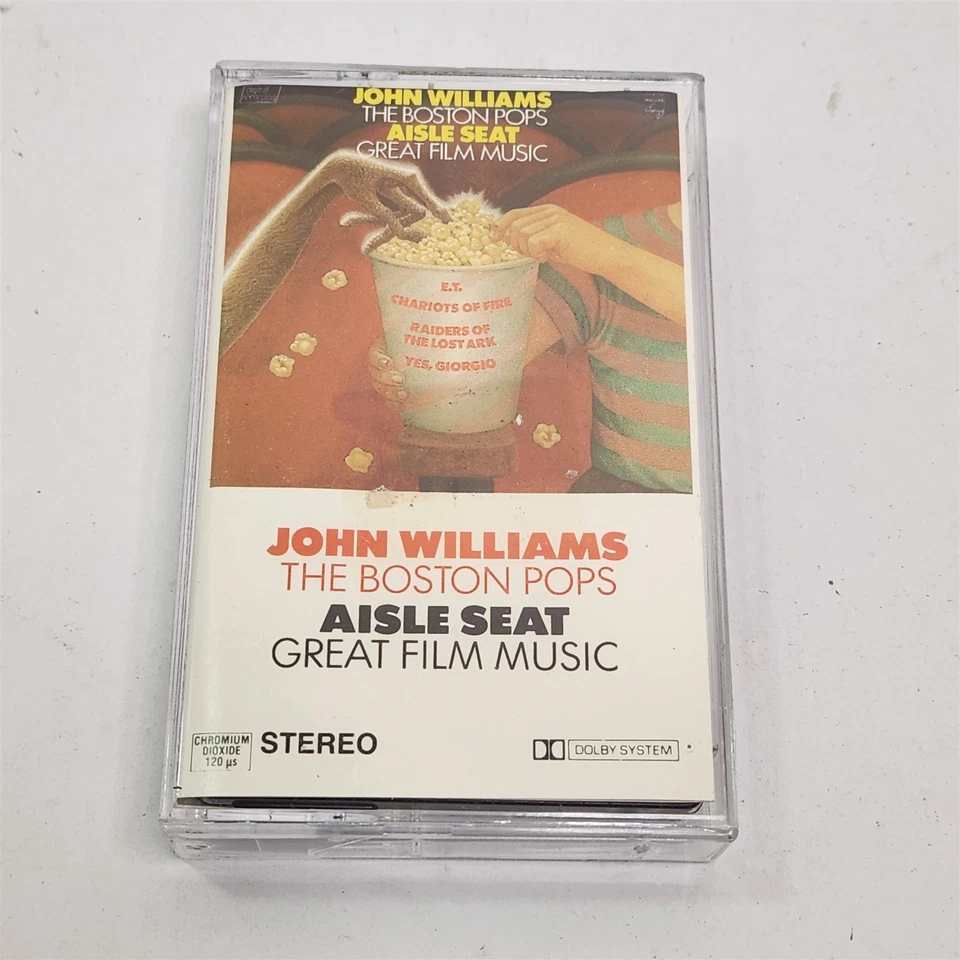 JOHN WILLIAMS
THE BOSTON POPS
AISLE SEAT
GREAT FILM MUSIC
E.T.
CHARIOTS OF FIRE
RAIDERS OF
THE LOST ARK
YES, GIORGIO
JOHN WILLIAMS
THE BOSTON POPS
AISLE SEAT
GREAT FILM MUSIC
CHROMIUM
DIOXIDE
120 µs
STEREO
DOLBY SYSTEM